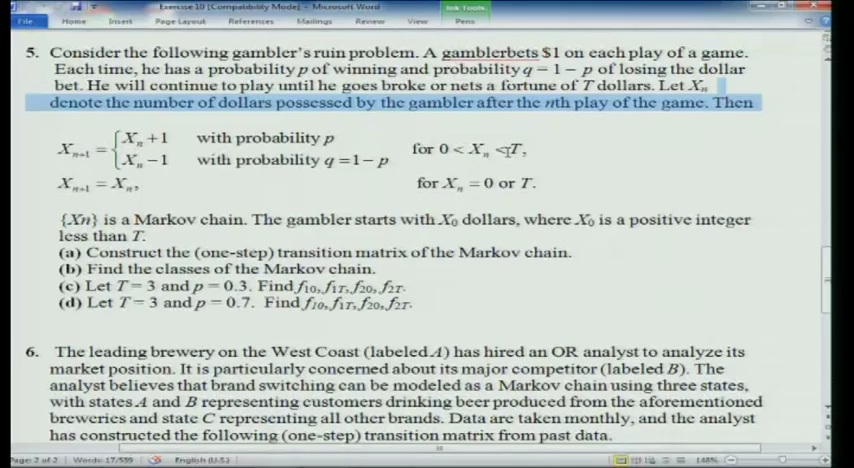 Exercise 10 [Compatibility Mode] - Microsoft Word
Ink Tools
File Home Insert Page Layout References Mailings Review View Pens
5. Consider the following gambler's ruin problem. A gamblerbets $1 on each play of a game.
Each time, he has a probability p of winning and probability q = 1 − p of losing the dollar
bet. He will continue to play until he goes broke or nets a fortune of T dollars. Let Xn
denote the number of dollars possessed by the gambler after the nth play of the game. Then
Xn+1 = { Xn + 1 with probability p
Xn − 1 with probability q = 1 − p for 0 < Xn < T,
Xn+1 = Xn, for Xn = 0 or T.
{Xn} is a Markov chain. The gambler starts with X0 dollars, where X0 is a positive integer
less than T.
(a) Construct the (one-step) transition matrix of the Markov chain.
(b) Find the classes of the Markov chain.
(c) Let T = 3 and p = 0.3. Find f10, f1T, f20, f2T.
(d) Let T = 3 and p = 0.7. Find f10, f1T, f20, f2T.
6. The leading brewery on the West Coast (labeled A) has hired an OR analyst to analyze its
market position. It is particularly concerned about its major competitor (labeled B). The
analyst believes that brand switching can be modeled as a Markov chain using three states,
with states A and B representing customers drinking beer produced from the aforementioned
breweries and state C representing all other brands. Data are taken monthly, and the analyst
has constructed the following (one-step) transition matrix from past data.
Page: 2 of 2 Words: 17/559 English (U.S.) 148%